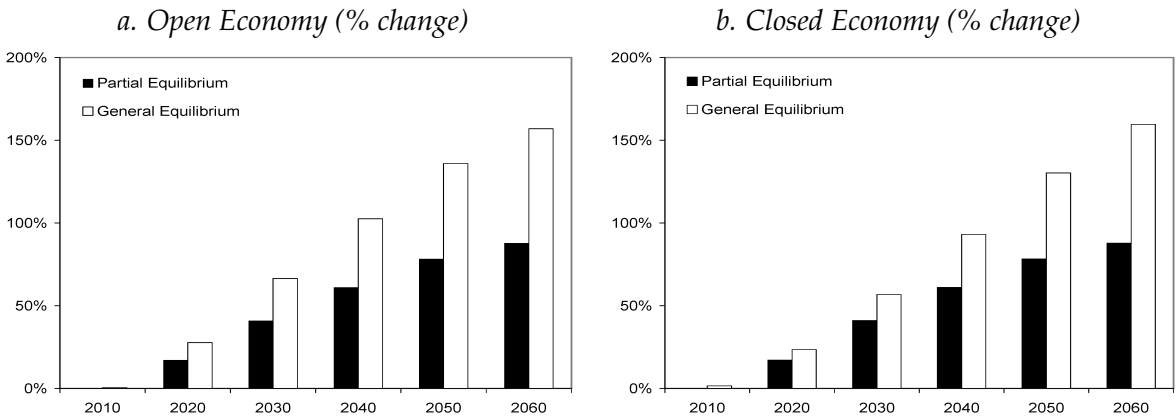 a. Open Economy (% change)
200%
Partial Equilibrium
General Equilibrium
150%
100%
50%
0%
2010 2020 2030 2040 2050 2060
b. Closed Economy (% change)
200%
Partial Equilibrium
General Equilibrium
150%
100%
50%
0%
2010 2020 2030 2040 2050 2060